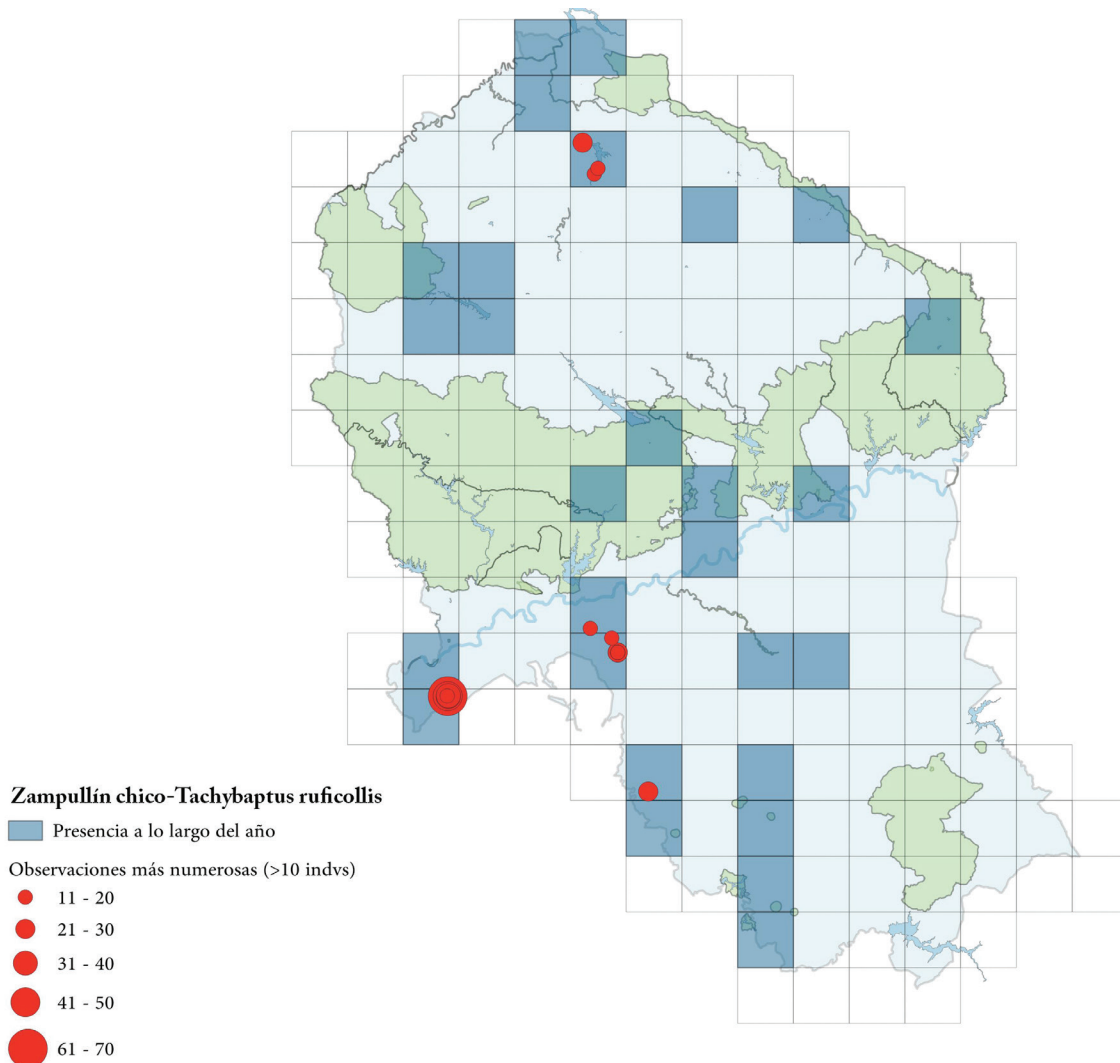 Zampullín chico-Tachybaptus ruficollis
Presencia a lo largo del año
Observaciones más numerosas (>10 indvs)
11 - 20
21 - 30
31 - 40
41 - 50
61 - 70